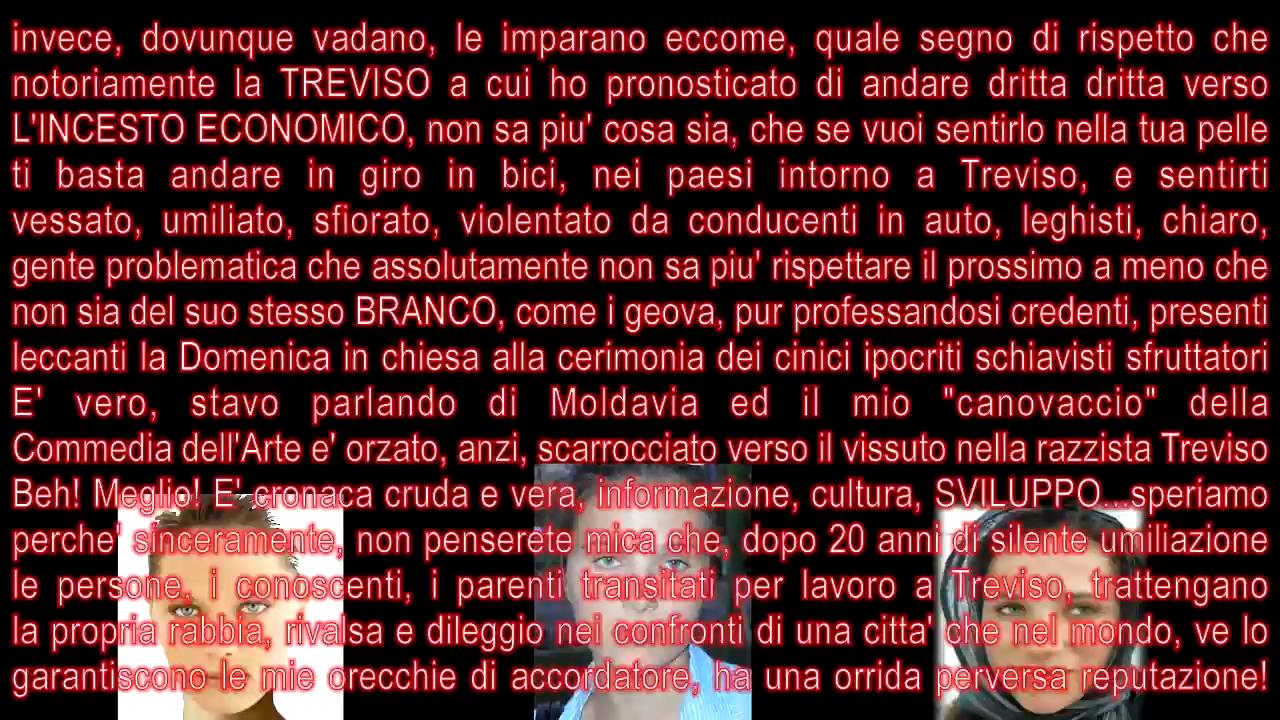 invece, dovunque vadano, le imparano eccome, quale segno di rispetto che
notoriamente la TREVISO a cui ho pronosticato di andare dritta dritta verso
L'INCESTO ECONOMICO, non sa piu' cosa sia, che se vuoi sentirlo nella tua pelle
ti basta andare in giro in bici, nei paesi intorno a Treviso, e sentirti
vessato, umiliato, sfiorato, violentato da conducenti in auto, leghisti, chiaro,
gente problematica che assolutamente non sa piu' rispettare il prossimo a meno che
non sia del suo stesso BRANCO, come i geova, pur professandosi credenti, presenti
leccanti la Domenica in chiesa alla cerimonia dei cinici ipocriti schiavisti sfruttatori
E' vero, stavo parlando di Moldavia ed il mio "canovaccio" della
Commedia dell'Arte e' orzato, anzi, scarrocciato verso il vissuto nella razzista Treviso
Beh! Meglio! E' cronaca cruda e vera, informazione, cultura, SVILUPPO...speriamo
perche' sinceramente, non penserete mica che, dopo 20 anni di silente umiliazione
le persone, i conoscenti, i parenti transitati per lavoro a Treviso, trattengano
la propria rabbia, rivalsa e dileggio nei confronti di una citta' che nel mondo, ve lo
garantiscono le mie orecchie di accordatore, ha una orrida perversa reputazione!